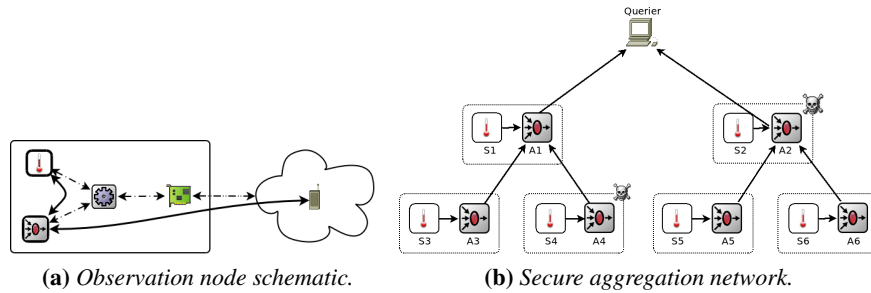 Querier
S1 A1
S2 A2
S3 A3
S4 A4
S5 A5
S6 A6
(a) Observation node schematic.
(b) Secure aggregation network.